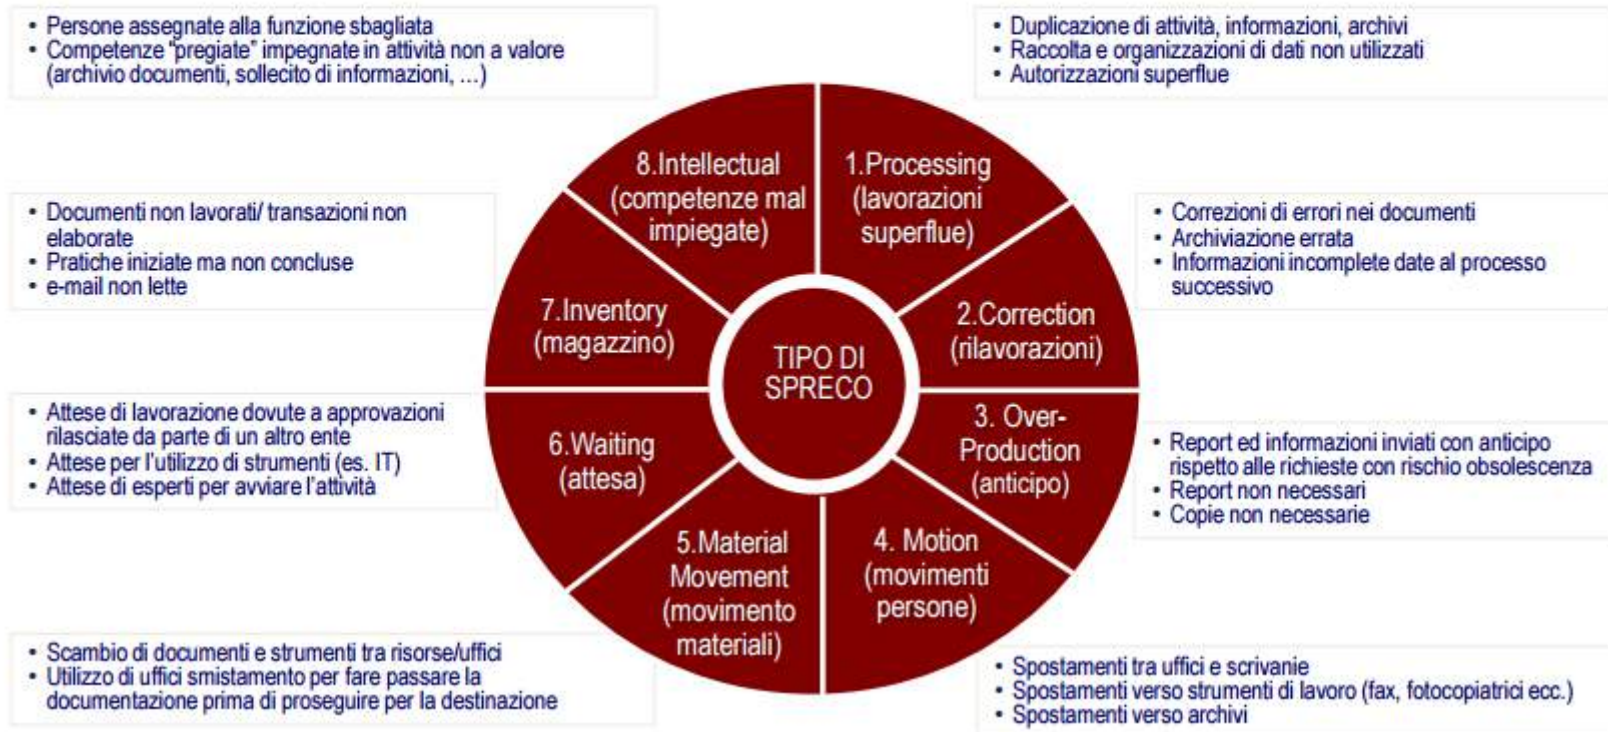 • Persone assegnate alla funzione sbagliata
• Competenze “pregiate” impegnate in attività non a valore
(archivio documenti, sollecito di informazioni, …)
• Duplicazione di attività, informazioni, archivi
• Raccolta e organizzazioni di dati non utilizzati
• Autorizzazioni superflue
8.Intellectual
(competenze mal
impiegate)
1.Processing
(lavorazioni
superflue)
• Documenti non lavorati/ transazioni non
elaborate
• Pratiche iniziate ma non concluse
• e-mail non lette
• Correzioni di errori nei documenti
• Archiviazione errata
• Informazioni incomplete date al processo
successivo
7.Inventory
(magazzino)
2.Correction
(rilavorazioni)
TIPO DI
SPRECO
• Attese di lavorazione dovute a approvazioni
rilasciate da parte di un altro ente
• Attese per l’utilizzo di strumenti (es. IT)
• Attese di esperti per avviare l’attività
6.Waiting
(attesa)
3. Over-
Production
(anticipo)
• Report ed informazioni inviati con anticipo
rispetto alle richieste con rischio obsolescenza
• Report non necessari
• Copie non necessarie
5.Material
Movement
(movimento
materiali)
4. Motion
(movimenti
persone)
• Scambio di documenti e strumenti tra risorse/uffici
• Utilizzo di uffici smistamento per fare passare la
documentazione prima di proseguire per la destinazione
• Spostamenti tra uffici e scrivanie
• Spostamenti verso strumenti di lavoro (fax, fotocopiatrici ecc.)
• Spostamenti verso archivi